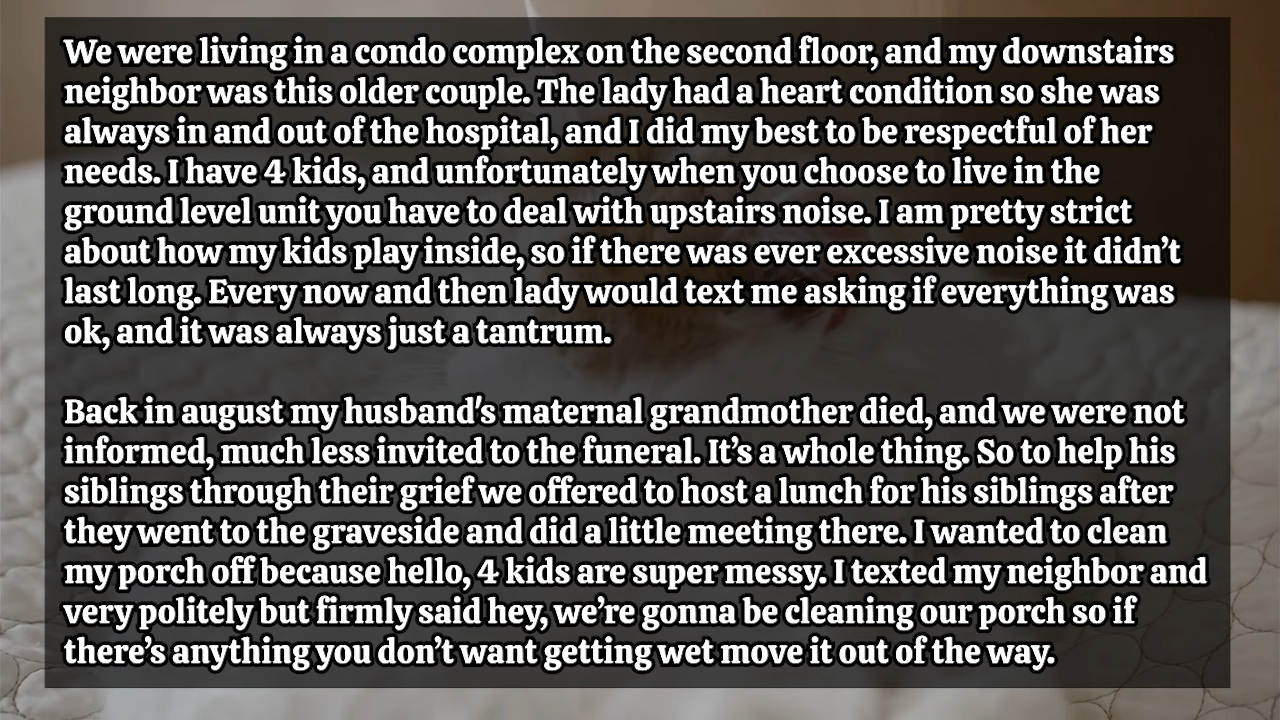 We were living in a condo complex on the second floor, and my downstairs
neighbor was this older couple. The lady had a heart condition so she was
always in and out of the hospital, and I did my best to be respectful of her
needs. I have 4 kids, and unfortunately when you choose to live in the
ground level unit you have to deal with upstairs noise. I am pretty strict
about how my kids play inside, so if there was ever excessive noise it didn’t
last long. Every now and then lady would text me asking if everything was
ok, and it was always just a tantrum.
Back in august my husband's maternal grandmother died, and we were not
informed, much less invited to the funeral. It’s a whole thing. So to help his
siblings through their grief we offered to host a lunch for his siblings after
they went to the graveside and did a little meeting there. I wanted to clean
my porch off because hello, 4 kids are super messy. I texted my neighbor and
very politely but firmly said hey, we’re gonna be cleaning our porch so if
there’s anything you don’t want getting wet move it out of the way.